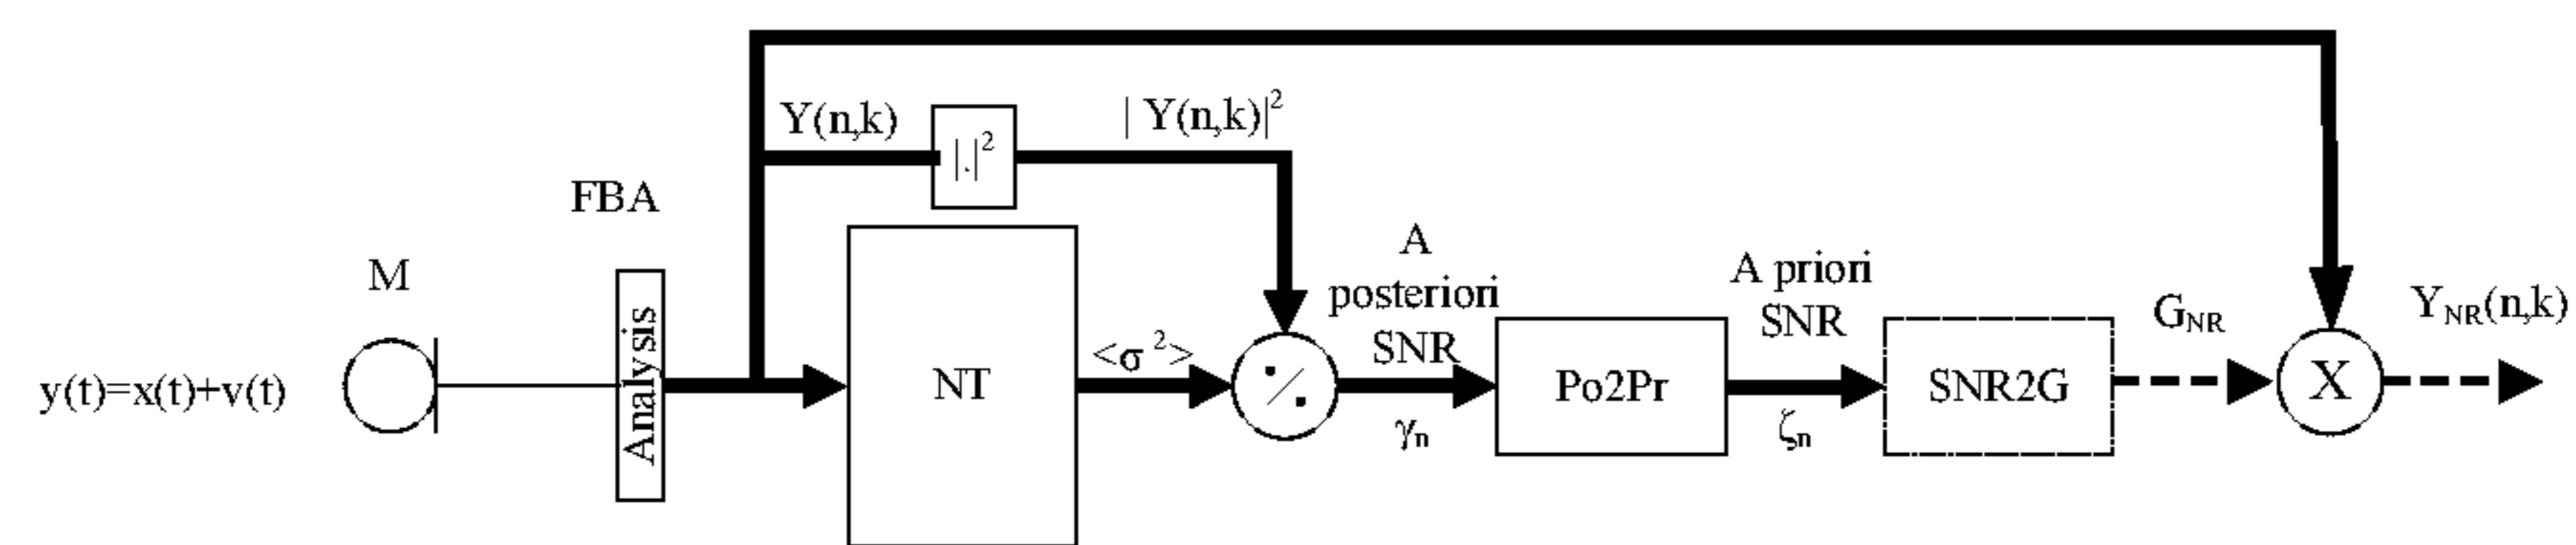 y(t)=x(t)+v(t)
M
FBA
Analysis
Y(n,k)
|.|²
| Y(n,k)|²
NT
<σ ²>
A
posteriori
SNR
γₙ
Po2Pr
A priori
SNR
ζₙ
SNR2G
G_NR
X
Y_NR(n,k)